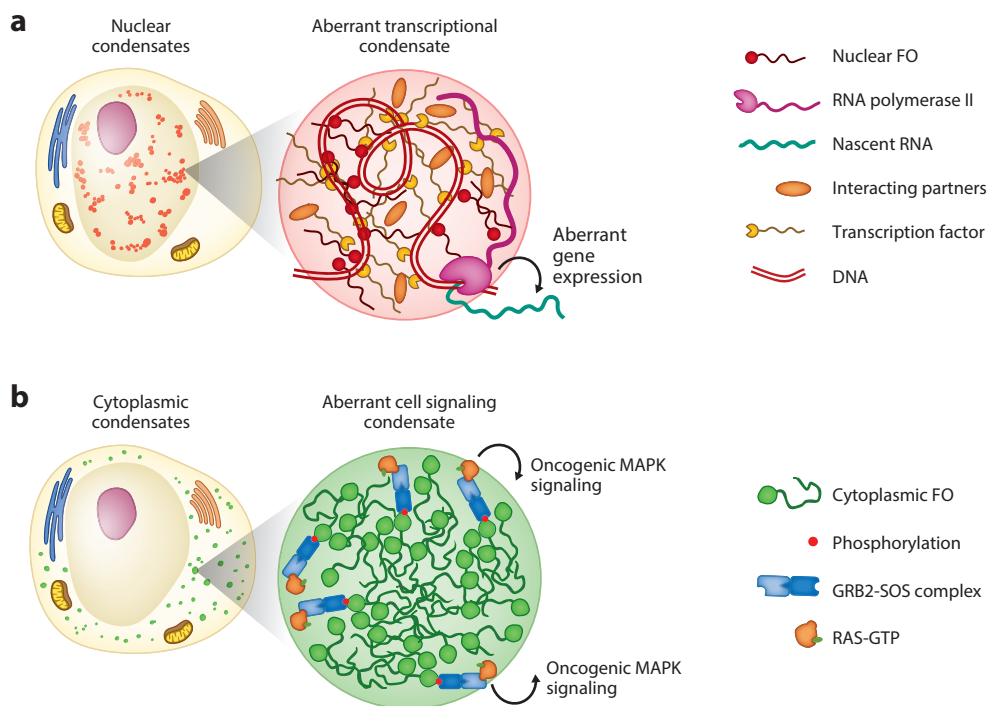 a
Nuclear
condensates
Aberrant transcriptional
condensate
Aberrant
gene
expression
Nuclear FO
RNA polymerase II
Nascent RNA
Interacting partners
Transcription factor
DNA
b
Cytoplasmic
condensates
Aberrant cell signaling
condensate
Oncogenic MAPK
signaling
Oncogenic MAPK
signaling
Cytoplasmic FO
Phosphorylation
GRB2-SOS complex
RAS-GTP